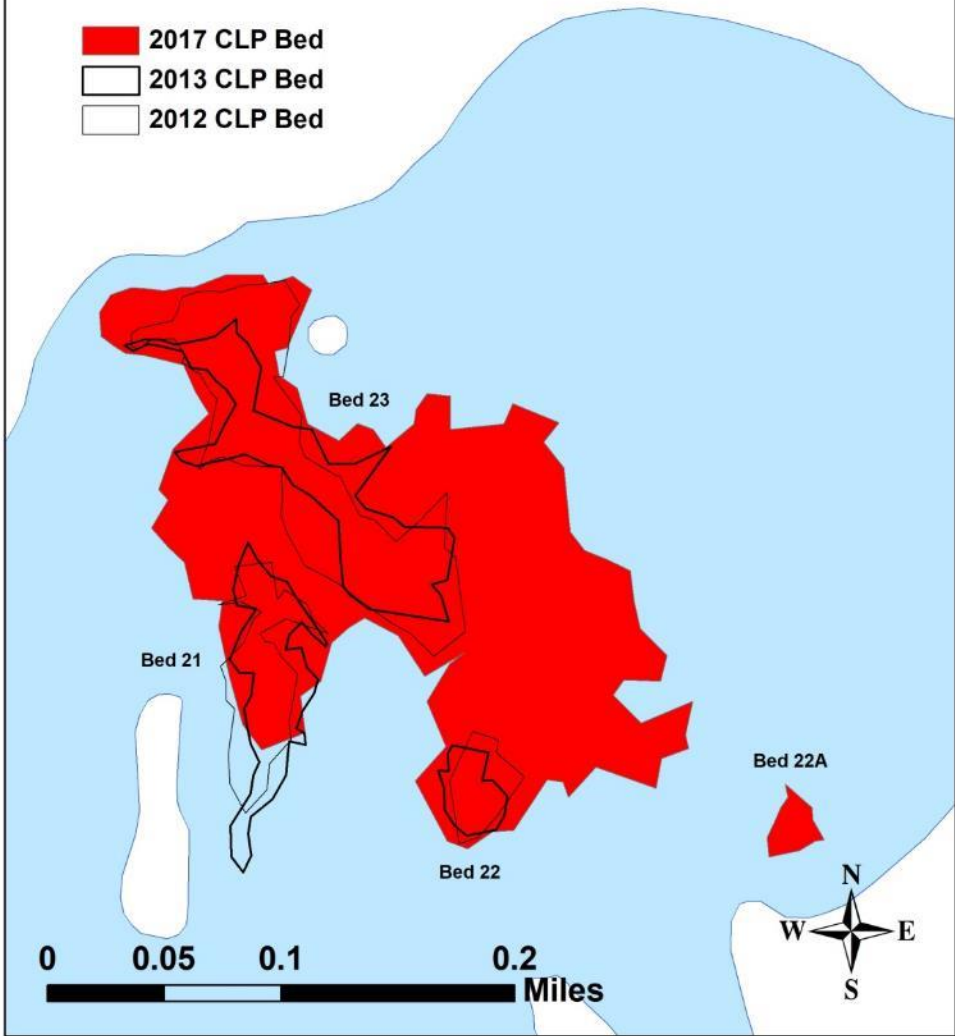 2017 CLP Bed
2013 CLP Bed
2012 CLP Bed
Bed 23
Bed 21
Bed 22A
Bed 22
N
W E
S
0 0.05 0.1 0.2
Miles